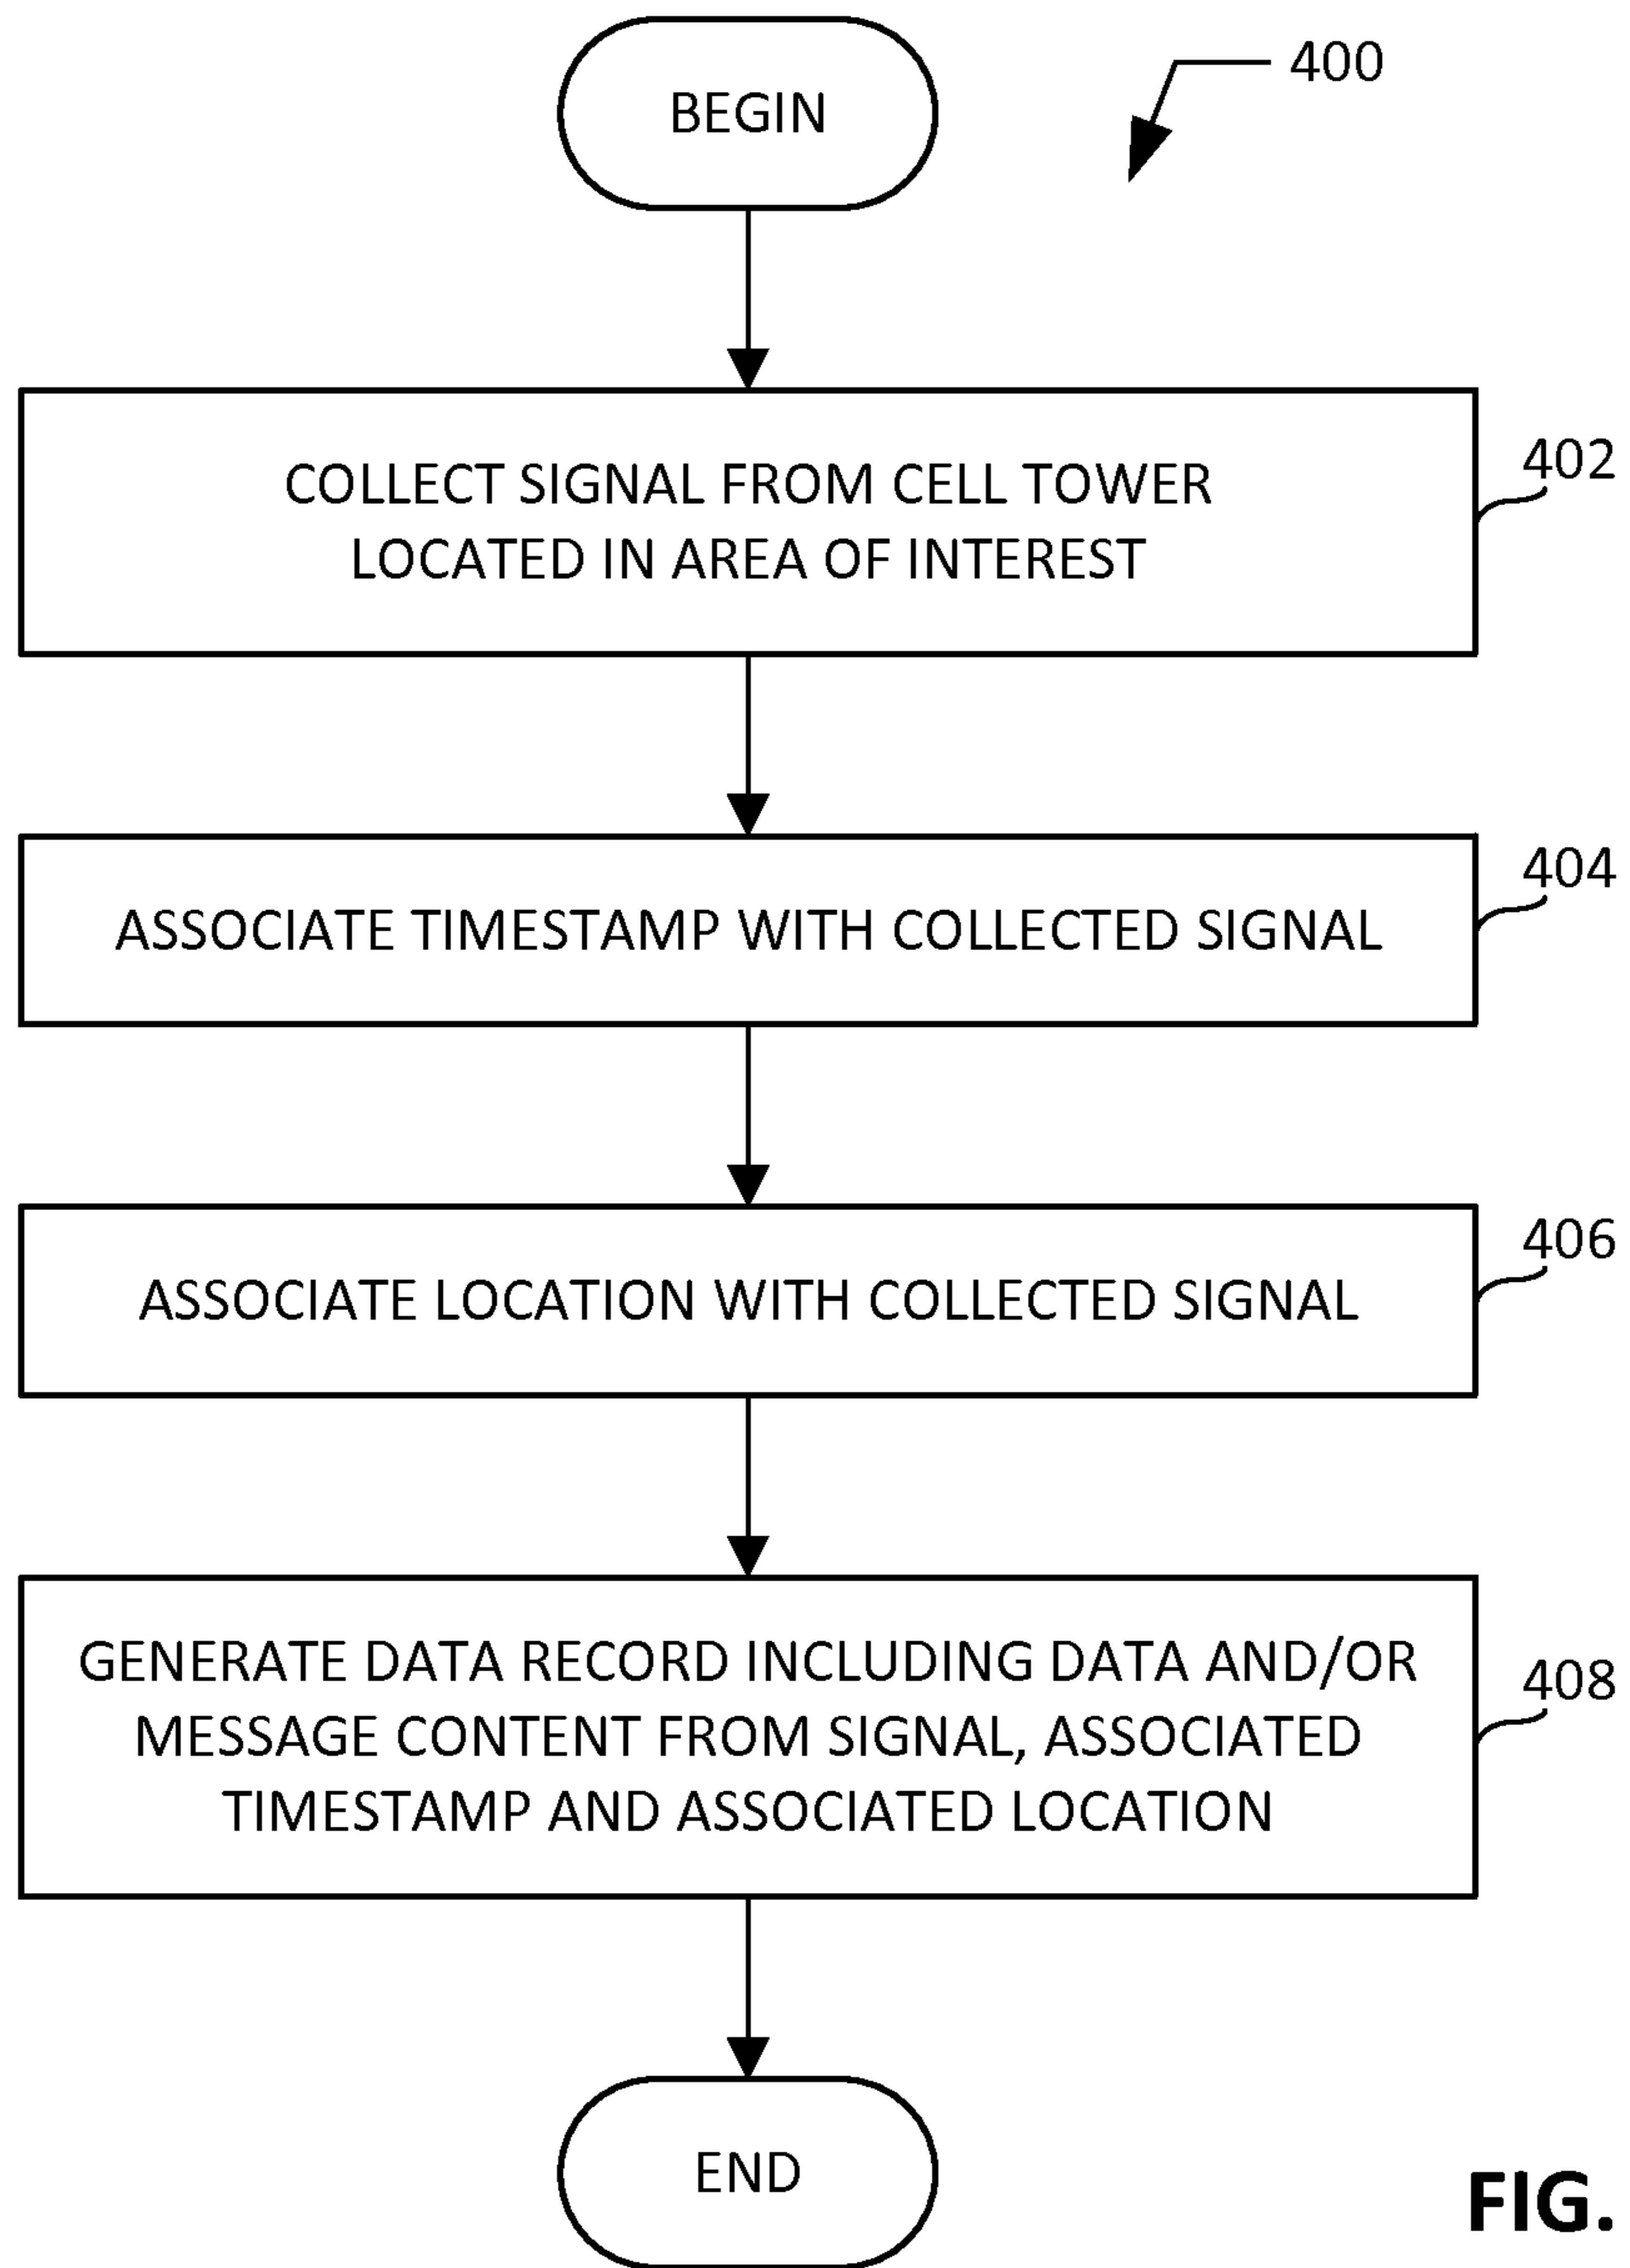 BEGIN
400
COLLECT SIGNAL FROM CELL TOWER
LOCATED IN AREA OF INTEREST
402
ASSOCIATE TIMESTAMP WITH COLLECTED SIGNAL
404
ASSOCIATE LOCATION WITH COLLECTED SIGNAL
406
GENERATE DATA RECORD INCLUDING DATA AND/OR
MESSAGE CONTENT FROM SIGNAL, ASSOCIATED
TIMESTAMP AND ASSOCIATED LOCATION
408
END
FIG.